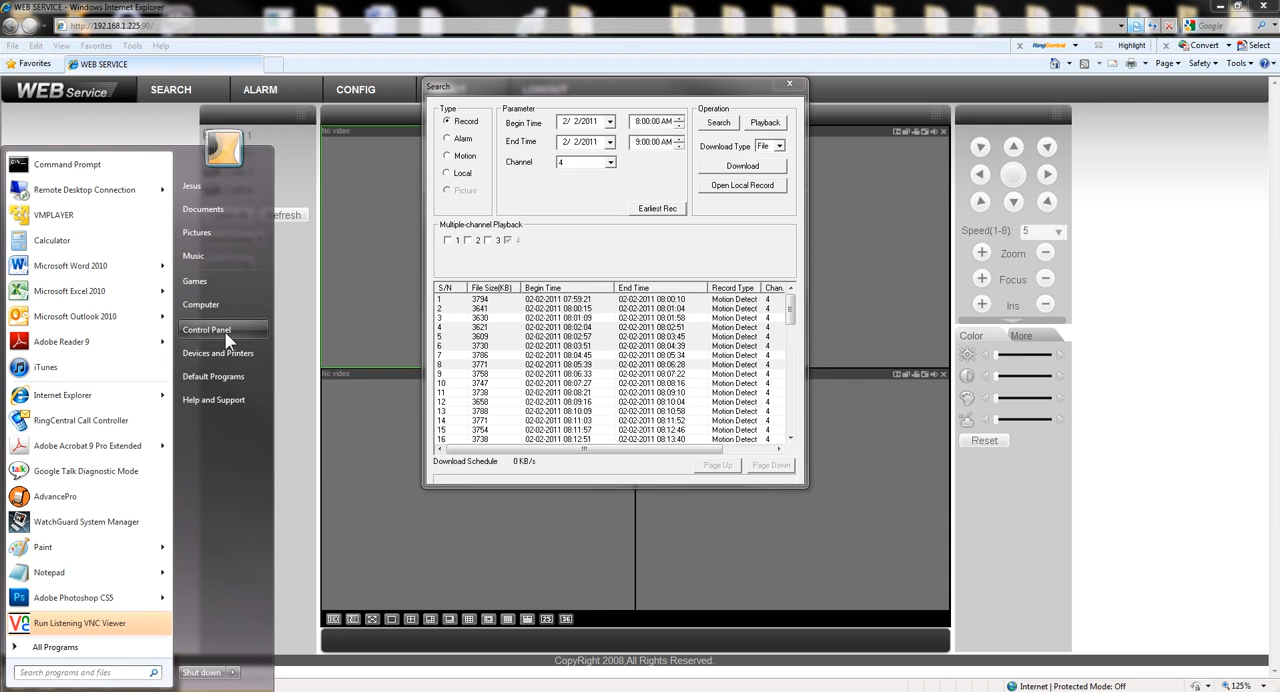 WEB SERVICE - Windows Internet Explorer
http://192.168.1.225:90/
Google
File Edit View Favorites Tools Help
RingCentral Highlight Convert Select
Favorites WEB SERVICE
Page Safety Tools
WEB Service SEARCH ALARM CONFIG
Search
Type Parameter Operation
Record Begin Time 2/ 2/2011 8:00:00 AM Search Playback
Alarm End Time 2/ 2/2011 9:00:00 AM Download Type File
Motion Channel 4 Download
Local
Picture Open Local Record
Earliest Rec
Multiple-channel Playback
1 2 3 4
S/N File Size(KB) Begin Time End Time Record Type Chan.
1 3794 02-02-2011 07:59:21 02-02-2011 08:00:10 Motion Detect 4
2 3641 02-02-2011 08:00:15 02-02-2011 08:01:04 Motion Detect 4
3 3630 02-02-2011 08:01:09 02-02-2011 08:01:58 Motion Detect 4
4 3621 02-02-2011 08:02:04 02-02-2011 08:02:51 Motion Detect 4
5 3609 02-02-2011 08:02:57 02-02-2011 08:03:45 Motion Detect 4
6 3730 02-02-2011 08:03:51 02-02-2011 08:04:39 Motion Detect 4
7 3786 02-02-2011 08:04:45 02-02-2011 08:05:34 Motion Detect 4
8 3771 02-02-2011 08:05:39 02-02-2011 08:06:28 Motion Detect 4
9 3758 02-02-2011 08:06:33 02-02-2011 08:07:22 Motion Detect 4
10 3747 02-02-2011 08:07:27 02-02-2011 08:08:16 Motion Detect 4
11 3738 02-02-2011 08:08:21 02-02-2011 08:09:10 Motion Detect 4
12 3658 02-02-2011 08:09:16 02-02-2011 08:10:04 Motion Detect 4
13 3788 02-02-2011 08:10:09 02-02-2011 08:10:58 Motion Detect 4
14 3771 02-02-2011 08:11:03 02-02-2011 08:11:52 Motion Detect 4
15 3754 02-02-2011 08:11:57 02-02-2011 08:12:46 Motion Detect 4
16 3738 02-02-2011 08:12:51 02-02-2011 08:13:40 Motion Detect 4
Download Schedule 0 KB/s Page Up Page Down
No video
No video
efresh
Command Prompt
Remote Desktop Connection
VMPLAYER
Calculator
Microsoft Word 2010
Microsoft Excel 2010
Microsoft Outlook 2010
Adobe Reader 9
iTunes
Internet Explorer
RingCentral Call Controller
Adobe Acrobat 9 Pro Extended
Google Talk Diagnostic Mode
AdvancePro
WatchGuard System Manager
Paint
Notepad
Adobe Photoshop CS5
Run Listening VNC Viewer
All Programs
Search programs and files
Jesus
Documents
Pictures
Music
Games
Computer
Control Panel
Devices and Printers
Default Programs
Help and Support
Shut down
Speed(1-8): 5
Zoom
Focus
Iris
Color More
Reset
25 36
CopyRight 2008,All Rights Reserved.
Internet | Protected Mode: Off 125%